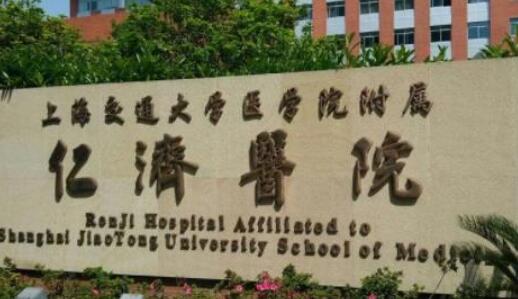 上海交通大学医学院附属
仁濟醫院
RenJi Hospital Affiliated to
Shanghai JiaoTong University School of